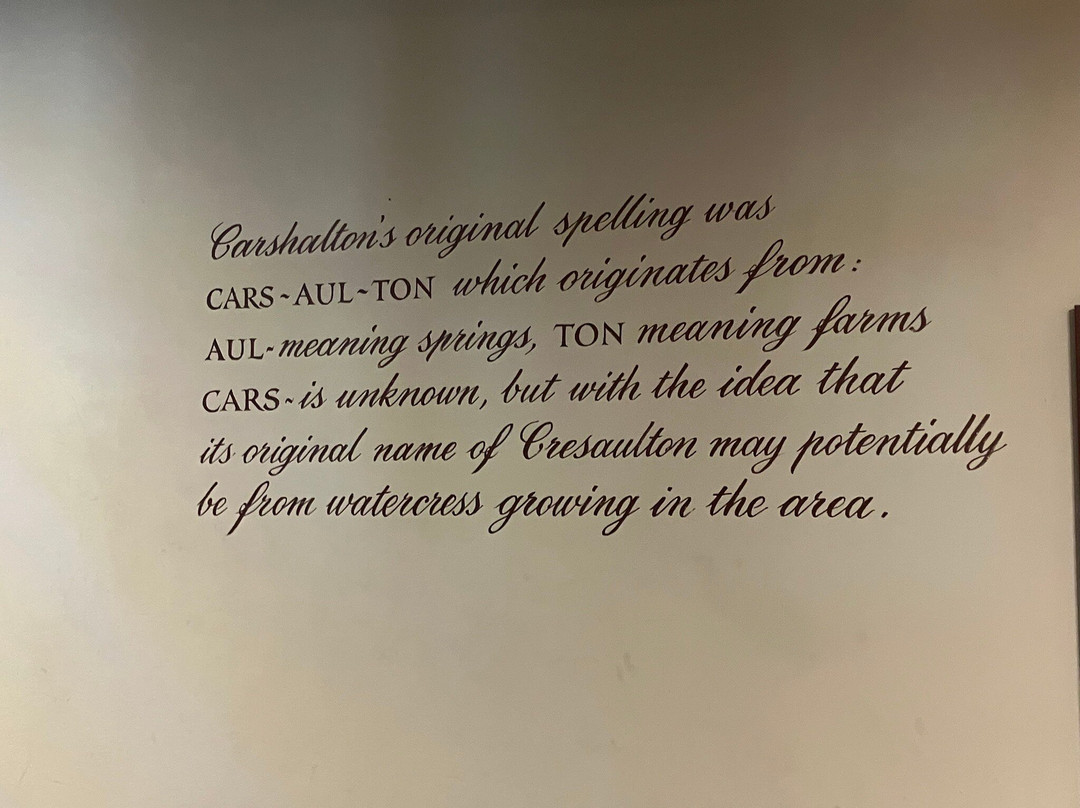 Carshalton's original spelling was
CARS~AUL~TON which originates from:
AUL~meaning springs, TON meaning farms
CARS~is unknown, but with the idea that
its original name of Cresaulton may potentially
be from watercress growing in the area.